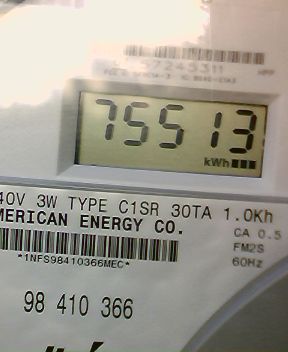 57245311
75513
kWh
40V 3W TYPE C1SR 30TA 1.0Kh
MERICAN ENERGY CO.
CA 0.5
*1NFS98410366MEC*
FM2S
60Hz
98 410 366